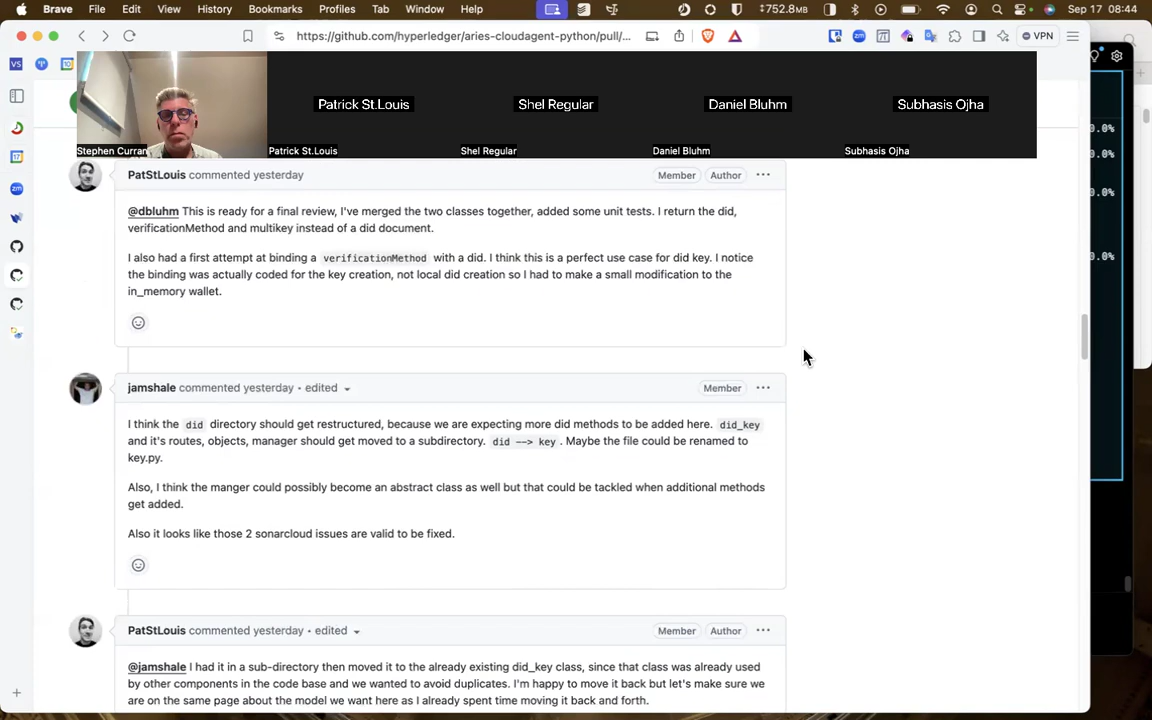 Brave File Edit View History Bookmarks Profiles Tab Window Help 752.8MB Sep 17 08:44
https://github.com/hyperledger/aries-cloudagent-python/pull/... VPN
Patrick St.Louis
Shel Regular
Daniel Bluhm
Subhasis Ojha
Stephen Curran
Patrick St.Louis
Shel Regular
Daniel Bluhm
Subhasis Ojha
PatStLouis commented yesterday Member Author
@dbluhm This is ready for a final review, I've merged the two classes together, added some unit tests. I return the did,
verificationMethod and multikey instead of a did document.
I also had a first attempt at binding a verificationMethod with a did. I think this is a perfect use case for did key. I notice
the binding was actually coded for the key creation, not local did creation so I had to make a small modification to the
in_memory wallet.
jamshale commented yesterday • edited Member
I think the did directory should get restructured, because we are expecting more did methods to be added here. did_key
and it's routes, objects, manager should get moved to a subdirectory. did —> key . Maybe the file could be renamed to
key.py.
Also, I think the manger could possibly become an abstract class as well but that could be tackled when additional methods
get added.
Also it looks like those 2 sonarcloud issues are valid to be fixed.
PatStLouis commented yesterday • edited Member Author
@jamshale I had it in a sub-directory then moved it to the already existing did_key class, since that class was already used
by other components in the code base and we wanted to avoid duplicates. I'm happy to move it back but let's make sure we
are on the same page about the model we want here as I already spent time moving it back and forth.